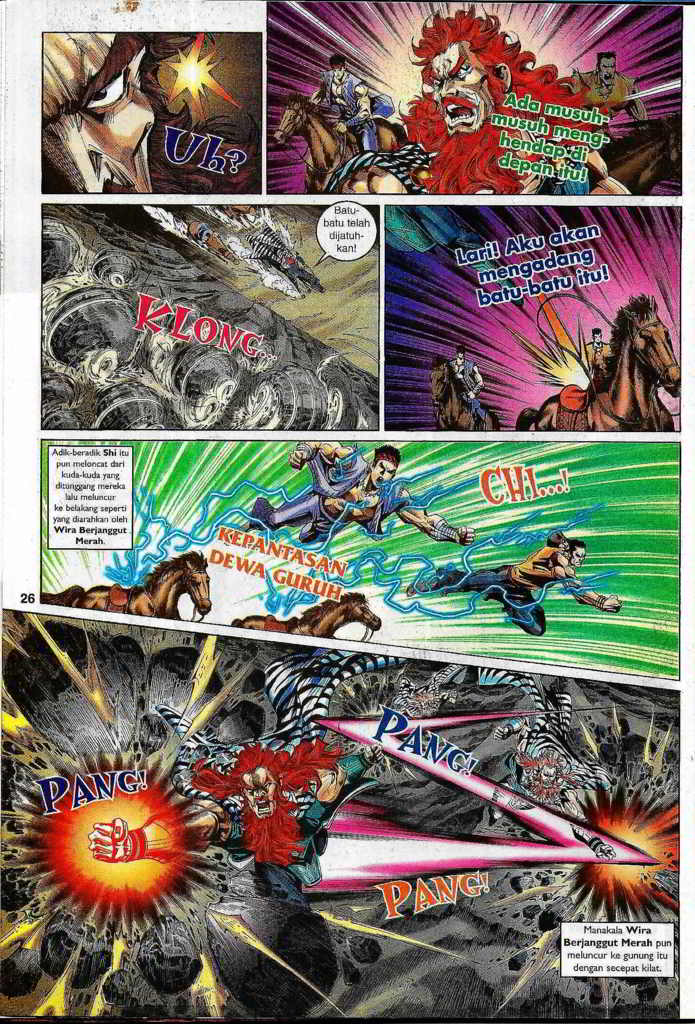 Uh?
Ada musuh-
musuh meng-
hendap di
depan itu!
Batu-
batu telah
dijatuh-
kan!
KLONG...
Lari! Aku akan
mengadang
batu-batu itu!
Adik-beradik Shi itu
pun meloncat dari
kuda-kuda yang
ditunggang mereka
lalu meluncur
ke belakang seperti
yang diarahkan oleh
Wira Berjanggut
Merah.
CHI...!
KEPANTASAN
DEWA GURUH
26
PANG!
PANG!
PANG!
Manakala Wira
Berjanggut Merah pun
meluncur ke gunung itu
dengan secepat kilat.